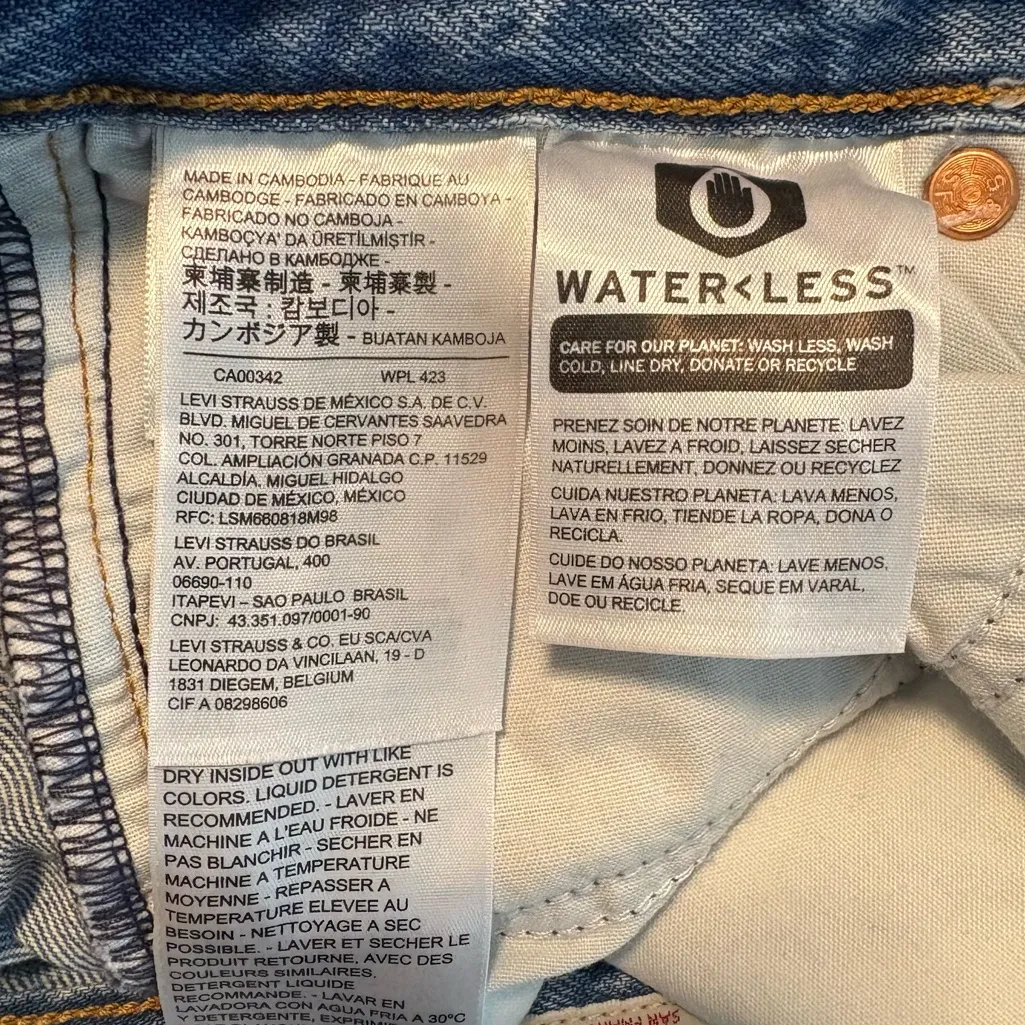 MADE IN CAMBODIA - FABRIQUE AU
CAMBODGE - FABRICADO EN CAMBOYA -
FABRICADO NO CAMBOJA -
KAMBOÇYA' DA ÜRETİLMİŞTİR -
СДЕЛАНО В КАМБОДЖЕ -
柬埔寨制造 - 柬埔寨製 -
제조국 : 캄보디아 -
カンボジア製 - BUATAN KAMBOJA
CA00342 WPL 423
LEVI STRAUSS DE MÉXICO S.A. DE C.V.
BLVD. MIGUEL DE CERVANTES SAAVEDRA
NO. 301, TORRE NORTE PISO 7
COL. AMPLIACIÓN GRANADA C.P. 11529
ALCALDÍA, MIGUEL HIDALGO
CIUDAD DE MÉXICO, MÉXICO
RFC: LSM660818M98
LEVI STRAUSS DO BRASIL
AV. PORTUGAL, 400
06690-110
ITAPEVI – SAO PAULO BRASIL
CNPJ: 43.351.097/0001-90
LEVI STRAUSS & CO. EU SCA/CVA
LEONARDO DA VINCILAAN, 19 - D
1831 DIEGEM, BELGIUM
CIF A 08298606
DRY INSIDE OUT WITH LIKE
COLORS. LIQUID DETERGENT IS
RECOMMENDED. - LAVER EN
MACHINE A L'EAU FROIDE - NE
PAS BLANCHIR - SECHER EN
MACHINE A TEMPERATURE
MOYENNE - REPASSER A
TEMPERATURE ELEVEE AU
BESOIN - NETTOYAGE A SEC
POSSIBLE. - LAVER ET SECHER LE
PRODUIT RETOURNE, AVEC DES
COULEURS SIMILAIRES.
DETERGENT LIQUIDE
RECOMMANDE. - LAVAR EN
LAVADORA CON AGUA FRIA A 30ºC
Y DETERGENTE, EXPRIMIR
WATER<LESS™
CARE FOR OUR PLANET: WASH LESS, WASH
COLD, LINE DRY, DONATE OR RECYCLE
PRENEZ SOIN DE NOTRE PLANETE: LAVEZ
MOINS, LAVEZ A FROID, LAISSEZ SECHER
NATURELLEMENT, DONNEZ OU RECYCLEZ
CUIDA NUESTRO PLANETA: LAVA MENOS,
LAVA EN FRIO, TIENDE LA ROPA, DONA O
RECICLA.
CUIDE DO NOSSO PLANETA: LAVE MENOS,
LAVE EM ÁGUA FRIA, SEQUE EM VARAL,
DOE OU RECICLE.